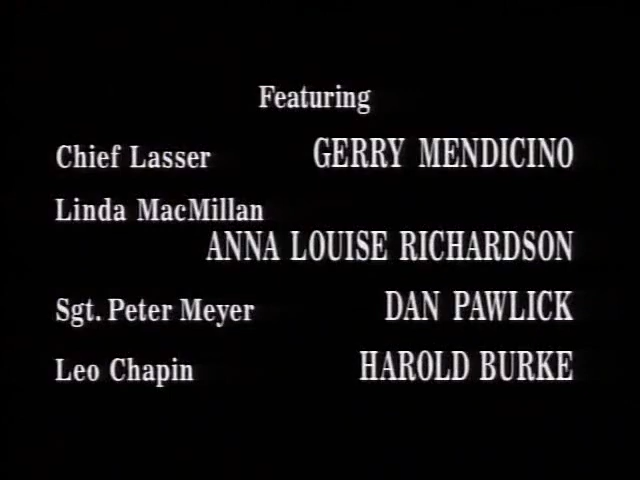 Featuring
Chief Lasser GERRY MENDICINO
Linda MacMillan
ANNA LOUISE RICHARDSON
Sgt. Peter Meyer DAN PAWLICK
Leo Chapin HAROLD BURKE